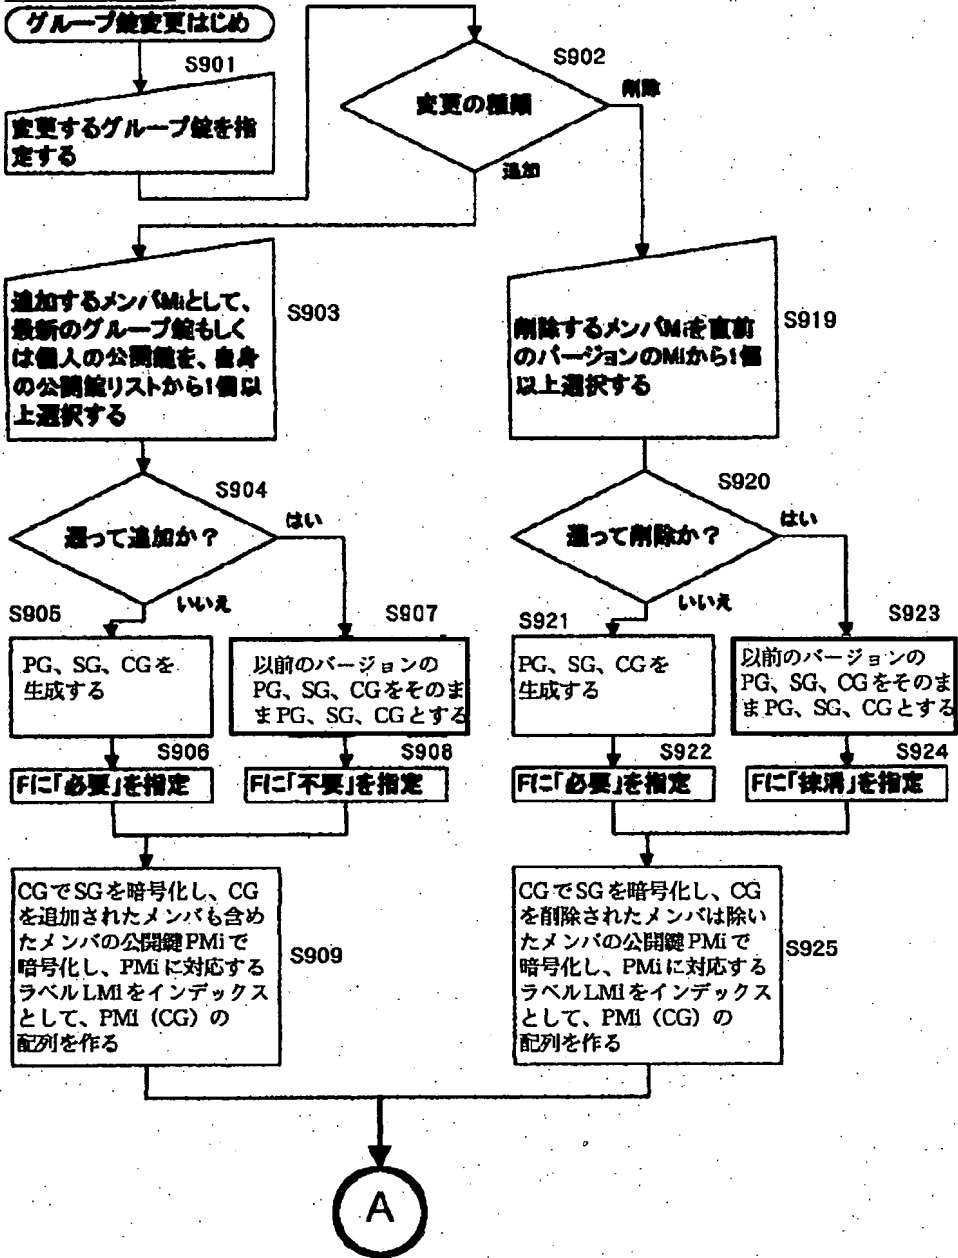 グループ錠変更はじめ
S901
変更するグループ錠を指
定する
S902
変更の種類
削除
追加
追加するメンバMiとして、
最新のグループ錠もしく
は個人の公開錠を、自身
の公開錠リストから1個以
上選択する
S903
削除するメンバMiを直前
のバージョンのMiから1個
以上選択する
S919
S904
遡って追加か?
はい
いいえ
S920
遡って削除か?
はい
いいえ
S905
PG、SG、CGを
生成する
S907
以前のバージョンの
PG、SG、CGをそのま
まPG、SG、CGとする
S921
PG、SG、CGを
生成する
S923
以前のバージョンの
PG、SG、CGをそのま
まPG、SG、CGとする
S906
Fに「必要」を指定
S908
Fに「不要」を指定
S922
Fに「必要」を指定
S924
Fに「抹消」を指定
CGでSGを暗号化し、CG
を追加されたメンバも含め
たメンバの公開鍵PMiで
暗号化し、PMiに対応する
ラベルLMiをインデックス
として、PMi(CG)の
配列を作る
S909
CGでSGを暗号化し、CG
を削除されたメンバは除い
たメンバの公開鍵PMiで
暗号化し、PMiに対応する
ラベルLMiをインデックス
として、PMi(CG)の
配列を作る
S925
A